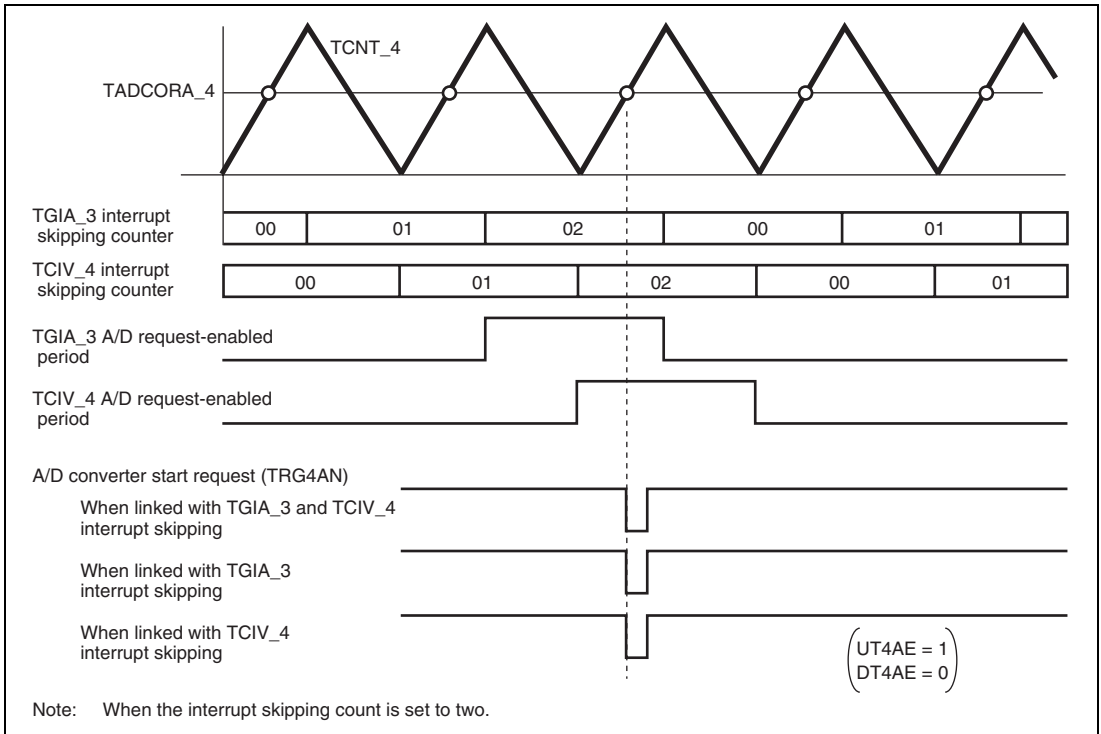 TCNT_4
TADCORA_4
TGIA_3 interrupt
skipping counter
00 01 02 00 01
TCIV_4 interrupt
skipping counter
00 01 02 00 01
TGIA_3 A/D request-enabled
period
TCIV_4 A/D request-enabled
period
A/D converter start request (TRG4AN)
When linked with TGIA_3 and TCIV_4
interrupt skipping
When linked with TGIA_3
interrupt skipping
When linked with TCIV_4
interrupt skipping
UT4AE = 1
DT4AE = 0
Note: When the interrupt skipping count is set to two.